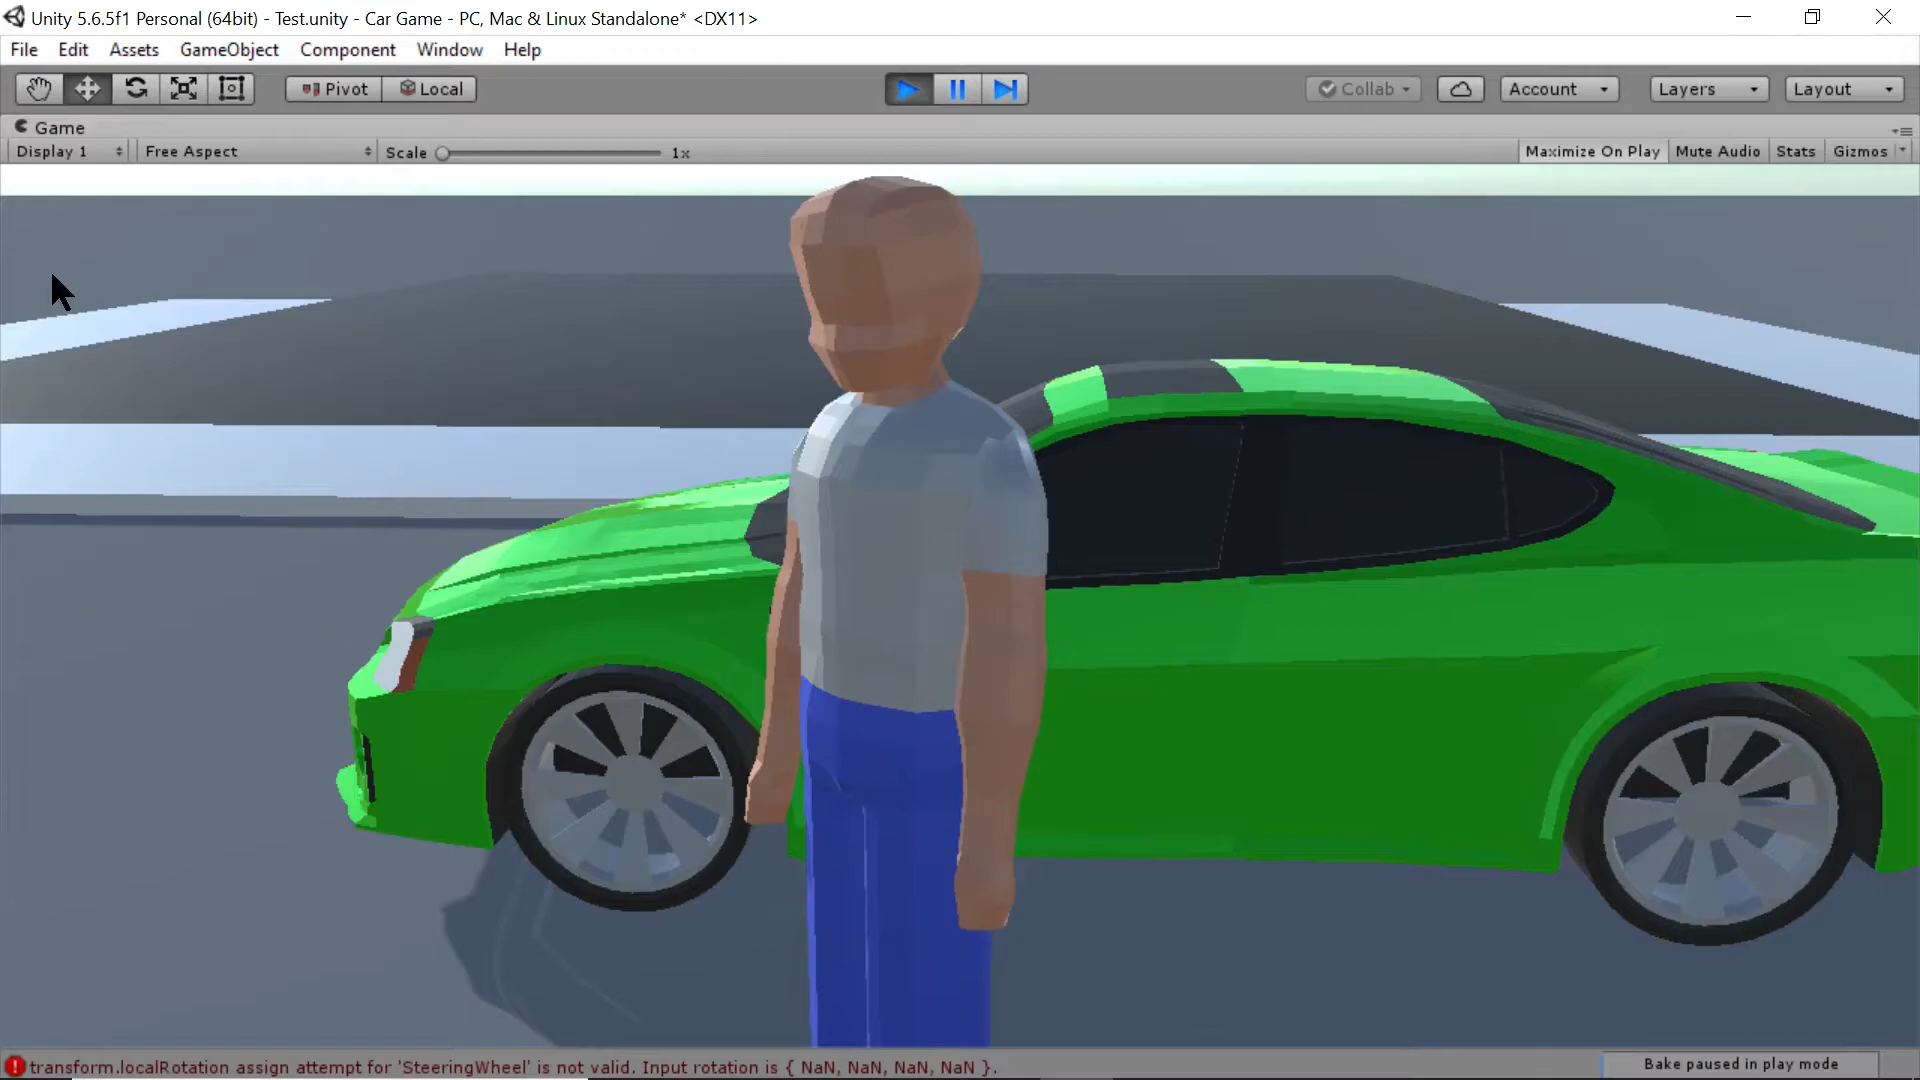 Unity 5.6.5f1 Personal (64bit) - Test.unity - Car Game - PC, Mac & Linux Standalone* <DX11>
File Edit Assets GameObject Component Window Help
Pivot Local Collab Account Layers Layout
Game
Display 1 Free Aspect Scale 1x Maximize On Play Mute Audio Stats Gizmos
transform.localRotation assign attempt for 'SteeringWheel' is not valid. Input rotation is { NaN, NaN, NaN, NaN }.
Bake paused in play mode